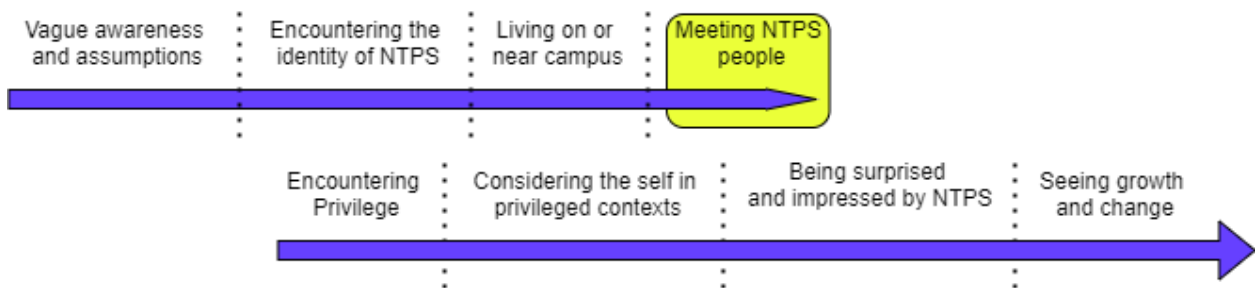 Vague awareness
and assumptions
Encountering the
identity of NTPS
Living on or
near campus
Meeting NTPS
people
Encountering
Privilege
Considering the self in
privileged contexts
Being surprised
and impressed by NTPS
Seeing growth
and change